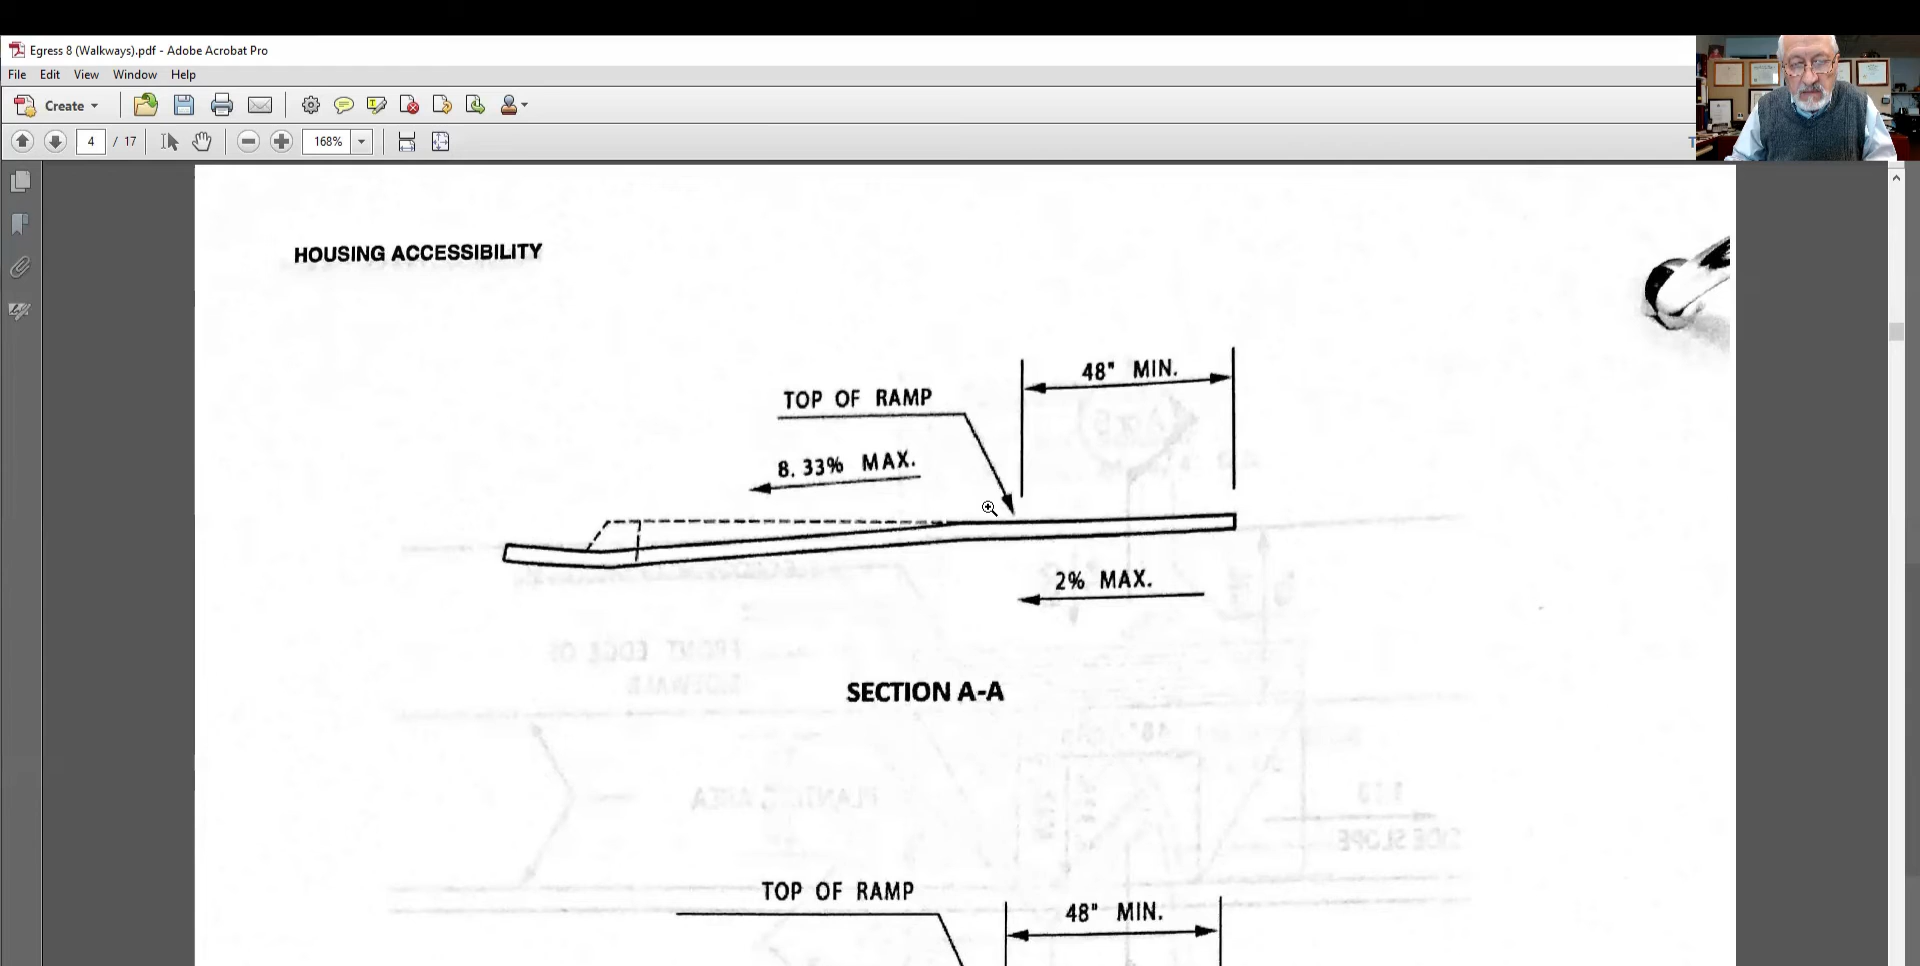 Egress 8 (Walkways).pdf - Adobe Acrobat Pro
File Edit View Window Help
Create
4 / 17 168%
HOUSING ACCESSIBILITY
48" MIN.
TOP OF RAMP
8.33% MAX.
2% MAX.
SECTION A-A
TOP OF RAMP
48" MIN.